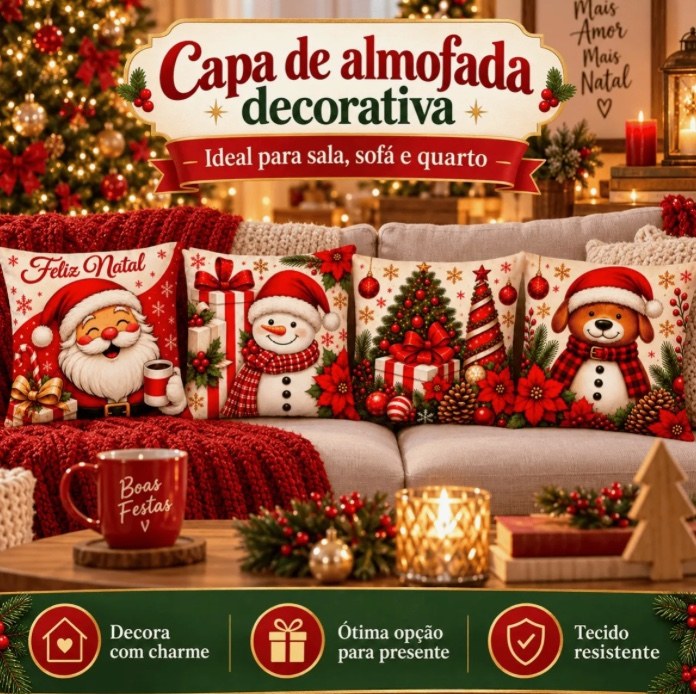 Mais
Amor
Mais
Natal
Capa de almofada
decorativa
Ideal para sala, sofá e quarto
Feliz Natal
Boas
Festas
Decora
com charme
Ótima opção
para presente
Tecido
resistente